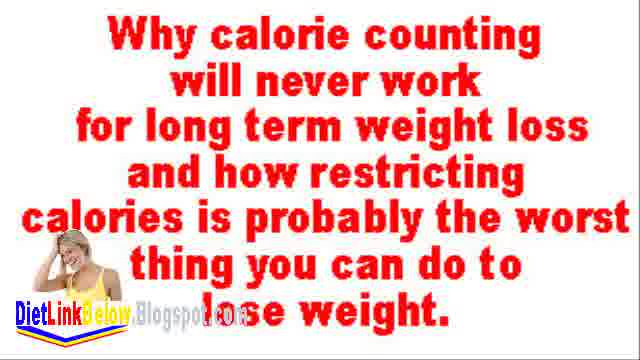 Why calorie counting
will never work
for long term weight loss
and how restricting
calories is probably the worst
thing you can do to
lose weight.
DietLinkBelow.Blogspot.com